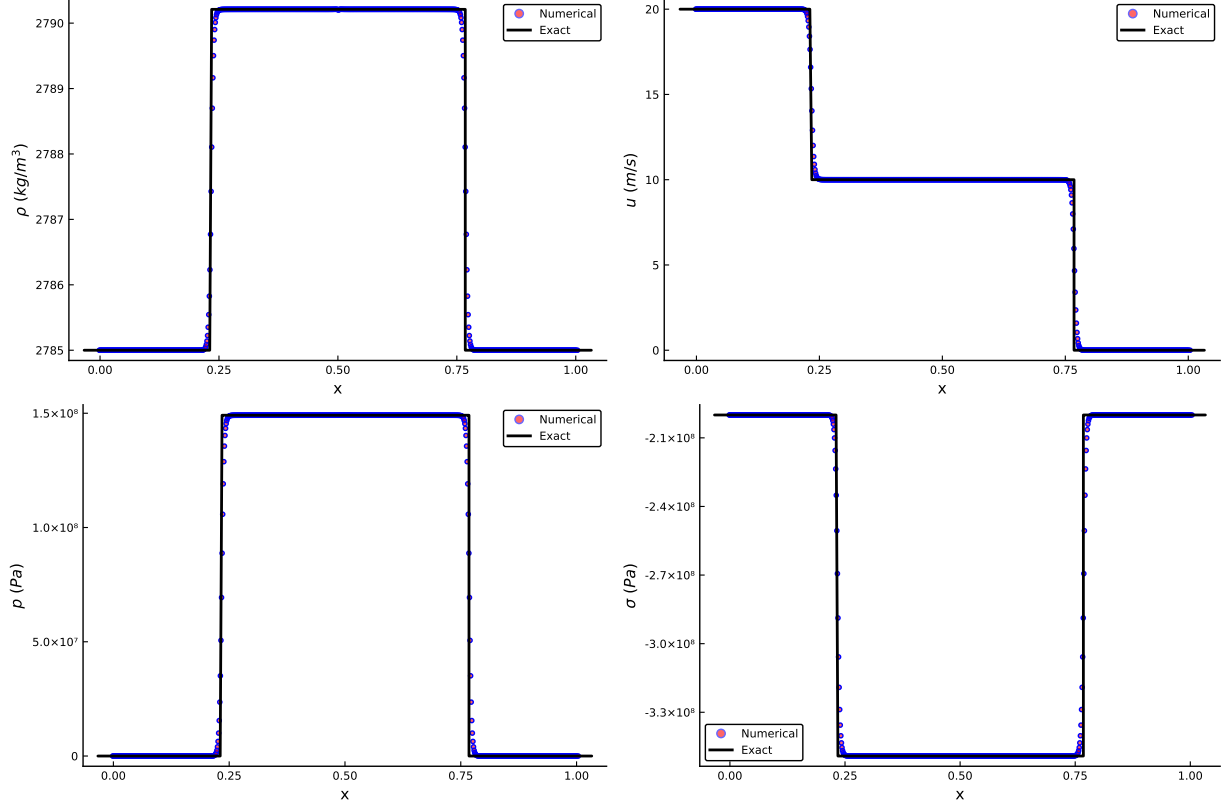 2790
2789
2788
2787
2786
2785
ρ (kg/m³)
0.00 0.25 0.50 0.75 1.00
x
Numerical
Exact
20
15
10
5
0
u (m/s)
0.00 0.25 0.50 0.75 1.00
x
Numerical
Exact
1.5×10⁸
1.0×10⁸
5.0×10⁷
0
p (Pa)
0.00 0.25 0.50 0.75 1.00
x
Numerical
Exact
-2.1×10⁸
-2.4×10⁸
-2.7×10⁸
-3.0×10⁸
-3.3×10⁸
σ (Pa)
0.00 0.25 0.50 0.75 1.00
x
Numerical
Exact